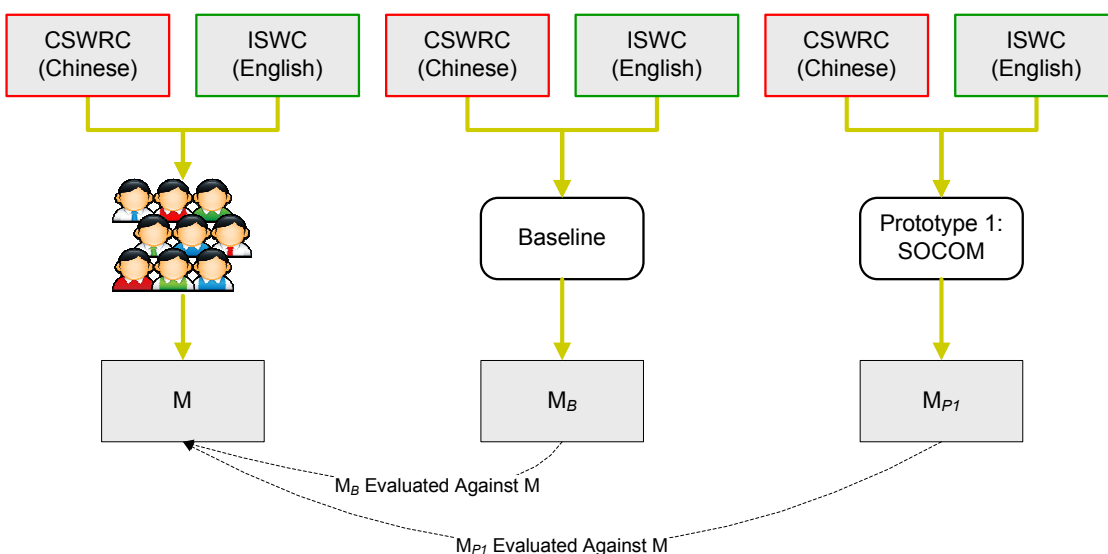 CSWRC
(Chinese)
ISWC
(English)
CSWRC
(Chinese)
ISWC
(English)
CSWRC
(Chinese)
ISWC
(English)
Baseline
Prototype 1:
SOCOM
M
MB
MP1
MB Evaluated Against M
MP1 Evaluated Against M